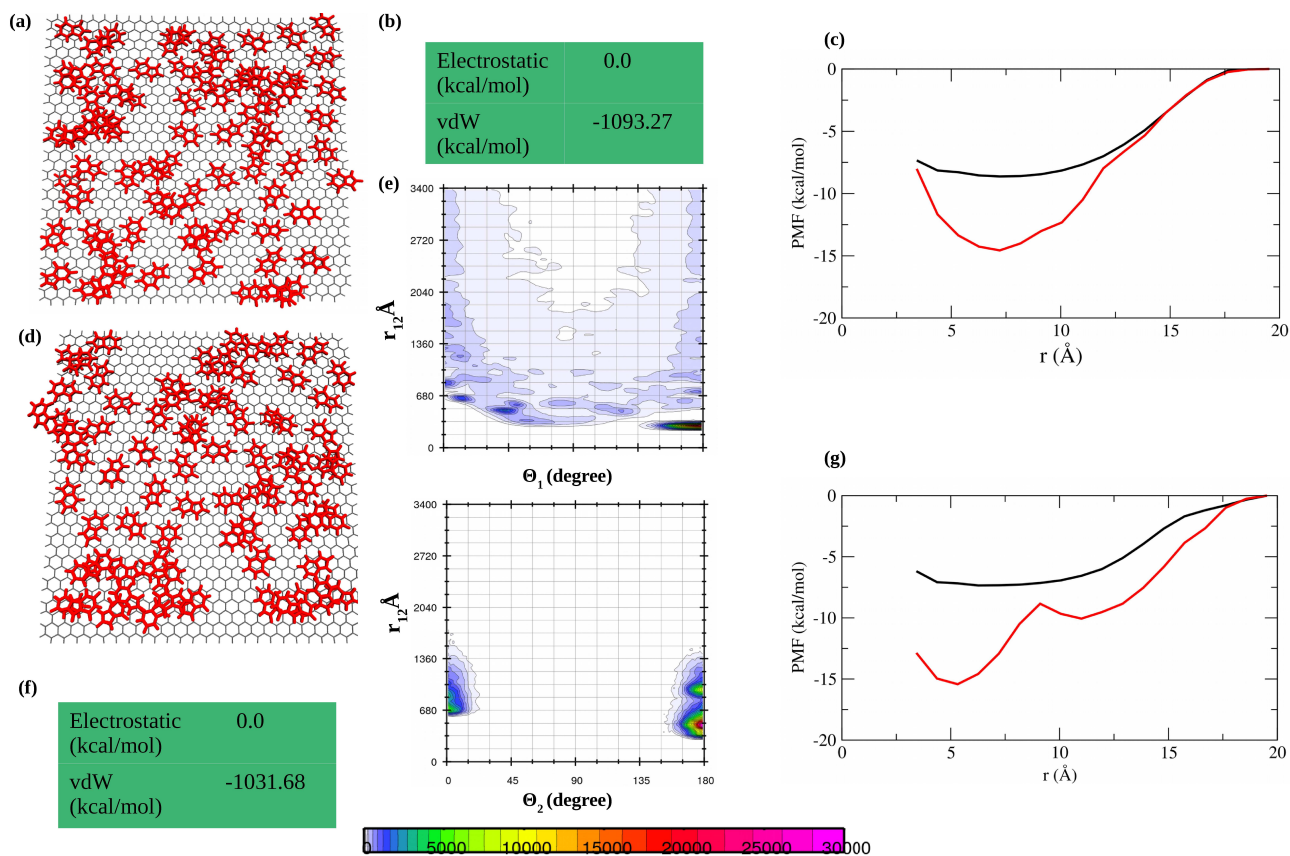 (a)
(b)
Electrostatic 0.0
(kcal/mol)
vdW -1093.27
(kcal/mol)
(c)
0
-5
-10
-15
-20
PMF (kcal/mol)
0 5 10 15 20
r (Å)
(d)
(e)
3400
2720
2040
1360
680
0
r12Å
Θ1 (degree)
3400
2720
2040
1360
680
0
r12Å
0 45 90 135 180
Θ2 (degree)
0 5000 10000 15000 20000 25000 30000
(f)
Electrostatic 0.0
(kcal/mol)
vdW -1031.68
(kcal/mol)
(g)
0
-5
-10
-15
-20
PMF (kcal/mol)
0 5 10 15 20
r (Å)